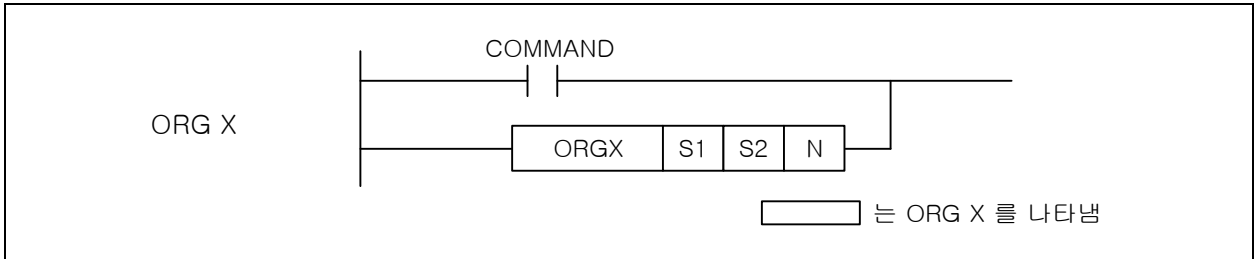 COMMAND
ORG X
ORGX S1 S2 N
는 ORG X 를 나타냄